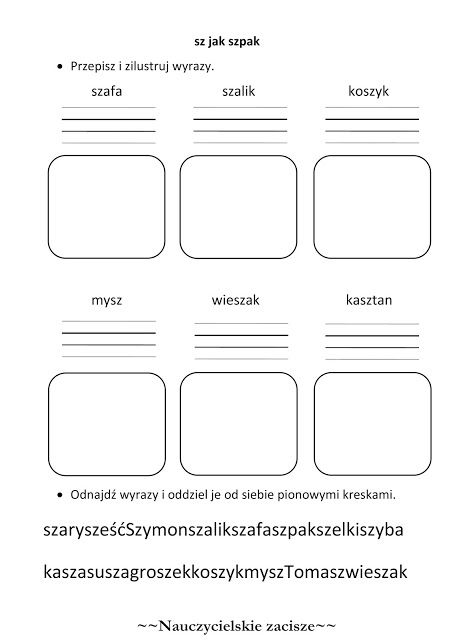 sz jak szpak
• Przepisz i zilustruj wyrazy.
szafa szalik koszyk
mysz wieszak kasztan
• Odnajdź wyrazy i oddziel je od siebie pionowymi kreskami.
szarysześćSzymonszalikszafaszpakszelkiszyba
kaszasuszagroszekkoszykmyszTomaszwieszak
~~Nauczycielskie zacisze~~